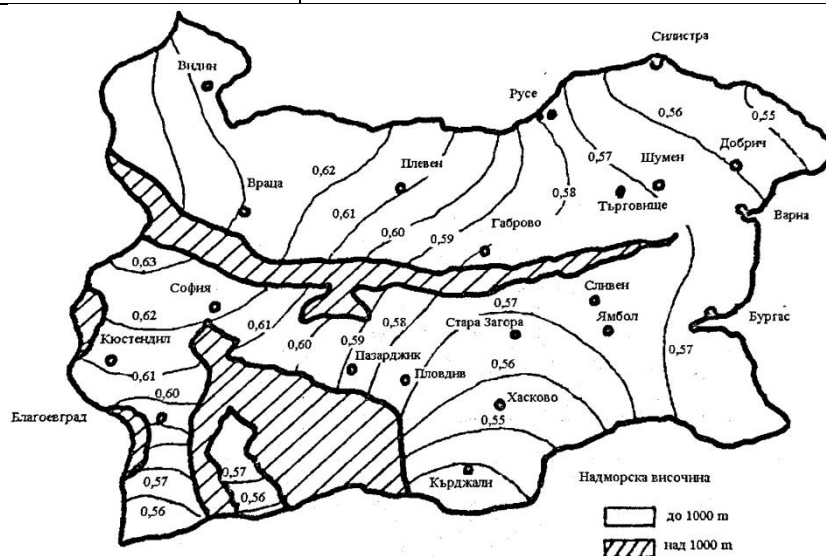 Силистра
Видин
Русе
0,56
0,55
0,57
Добрич
Плевен
0,62
Шумен
Враца
0,58
Търговище
0,61
Варна
0,60
Габрово
0,59
0,63
София
Сливен
0,57
0,62
0,61
0,58
Стара Загора
Ямбол
Бургас
0,60
0,59
0,57
Кюстендил
Пазарджик
0,56
0,61
Пловдив
0,60
Хасково
Благоевград
0,55
0,57
0,57
Кърджали
Надморска височина
0,56
0,56
до 1000 m
над 1000 m